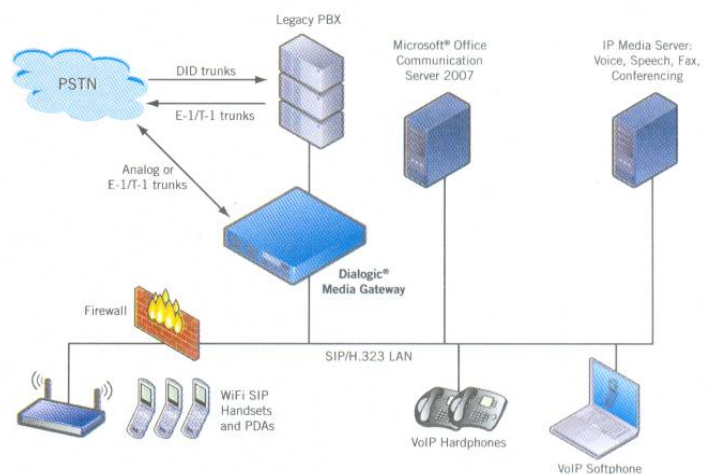 Legacy PBX
Microsoft® Office
Communication
Server 2007
IP Media Server:
Voice, Speech, Fax,
Conferencing
PSTN
DID trunks
E-1/T-1 trunks
Analog or
E-1/T-1 trunks
Dialogic®
Media Gateway
Firewall
SIP/H.323 LAN
WiFi SIP
Handsets
and PDAs
VoIP Hardphones
VoIP Softphone